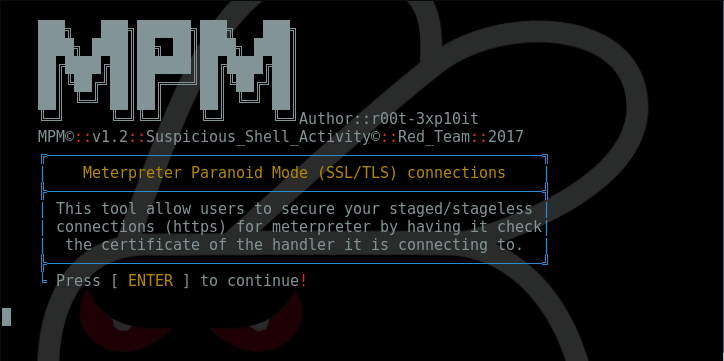 MPM
Author::r00t-3xp10it
MPM©::v1.2::Suspicious_Shell_Activity©::Red_Team::2017
Meterpreter Paranoid Mode (SSL/TLS) connections
This tool allow users to secure your staged/stageless
connections (https) for meterpreter by having it check
the certificate of the handler it is connecting to.
Press [ ENTER ] to continue!